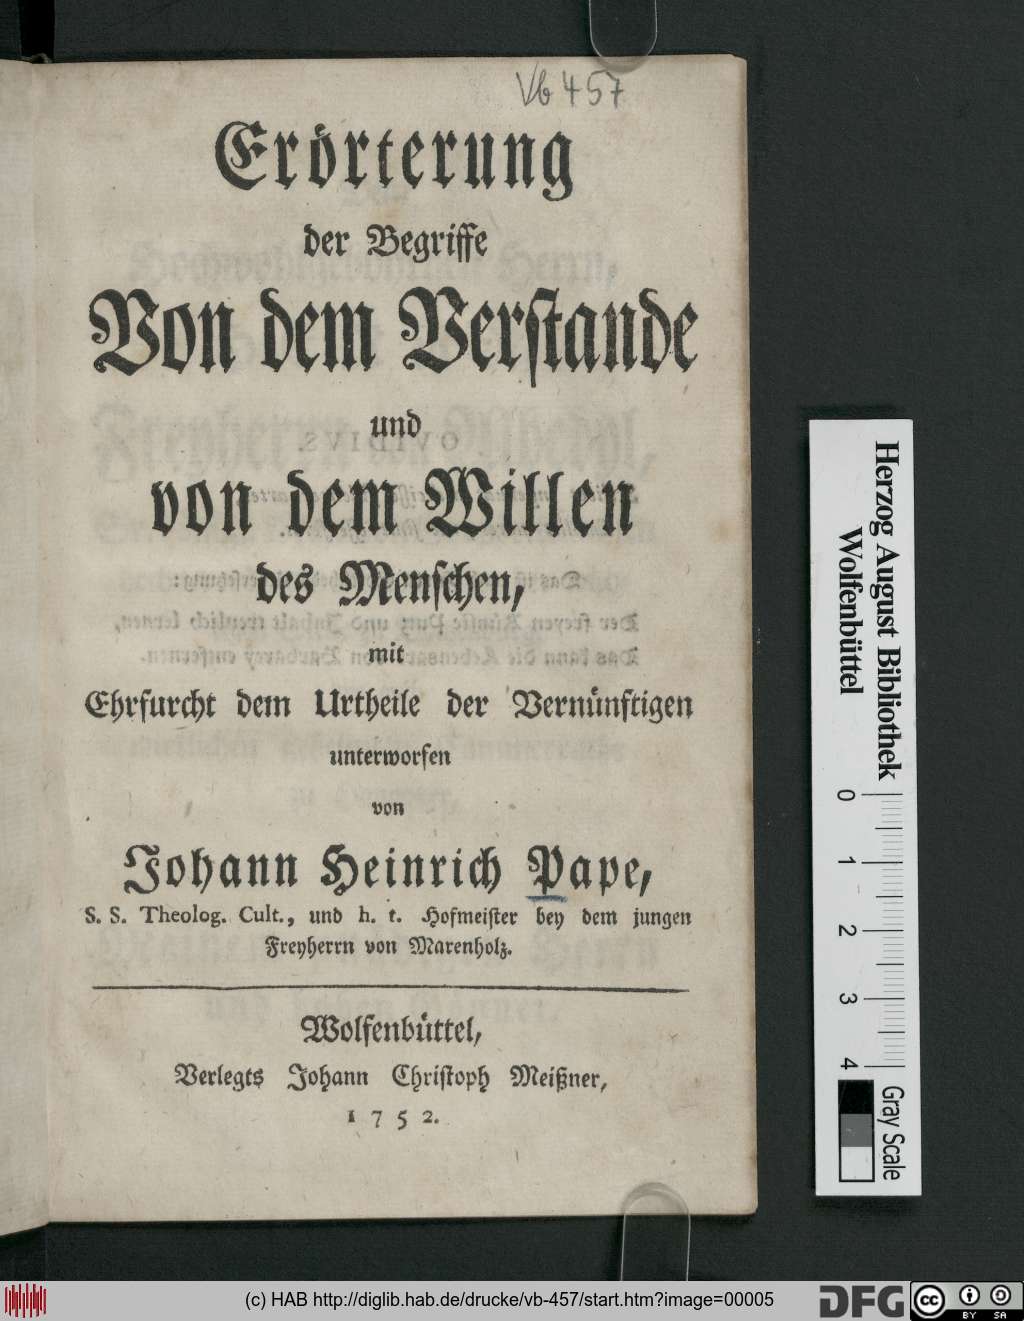 Vb 457
Erörterung
der Begriffe
Von dem Verstande
und
von dem Willen
des Menschen,
mit
Ehrfurcht dem Urtheile der Vernünftigen
unterworfen
von
Johann Heinrich Pape,
S. S. Theolog. Cult., und h. t. Hofmeister bey dem jungen
Freyherrn von Marenholz.
Wolfenbüttel,
Verlegts Johann Christoph Meißner,
1752.
Herzog August Bibliothek
Wolfenbüttel
0 1 2 3 4
Gray Scale
(c) HAB http://diglib.hab.de/drucke/vb-457/start.htm?image=00005
DFG
cc BY SA